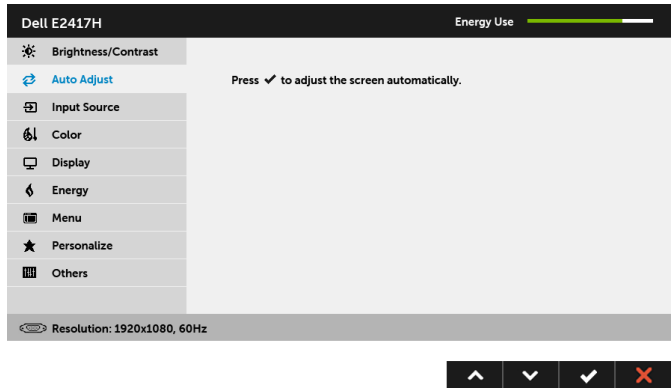 Dell E2417H
Energy Use
Brightness/Contrast
Auto Adjust
Press ✔ to adjust the screen automatically.
Input Source
Color
Display
Energy
Menu
Personalize
Others
Resolution: 1920x1080, 60Hz